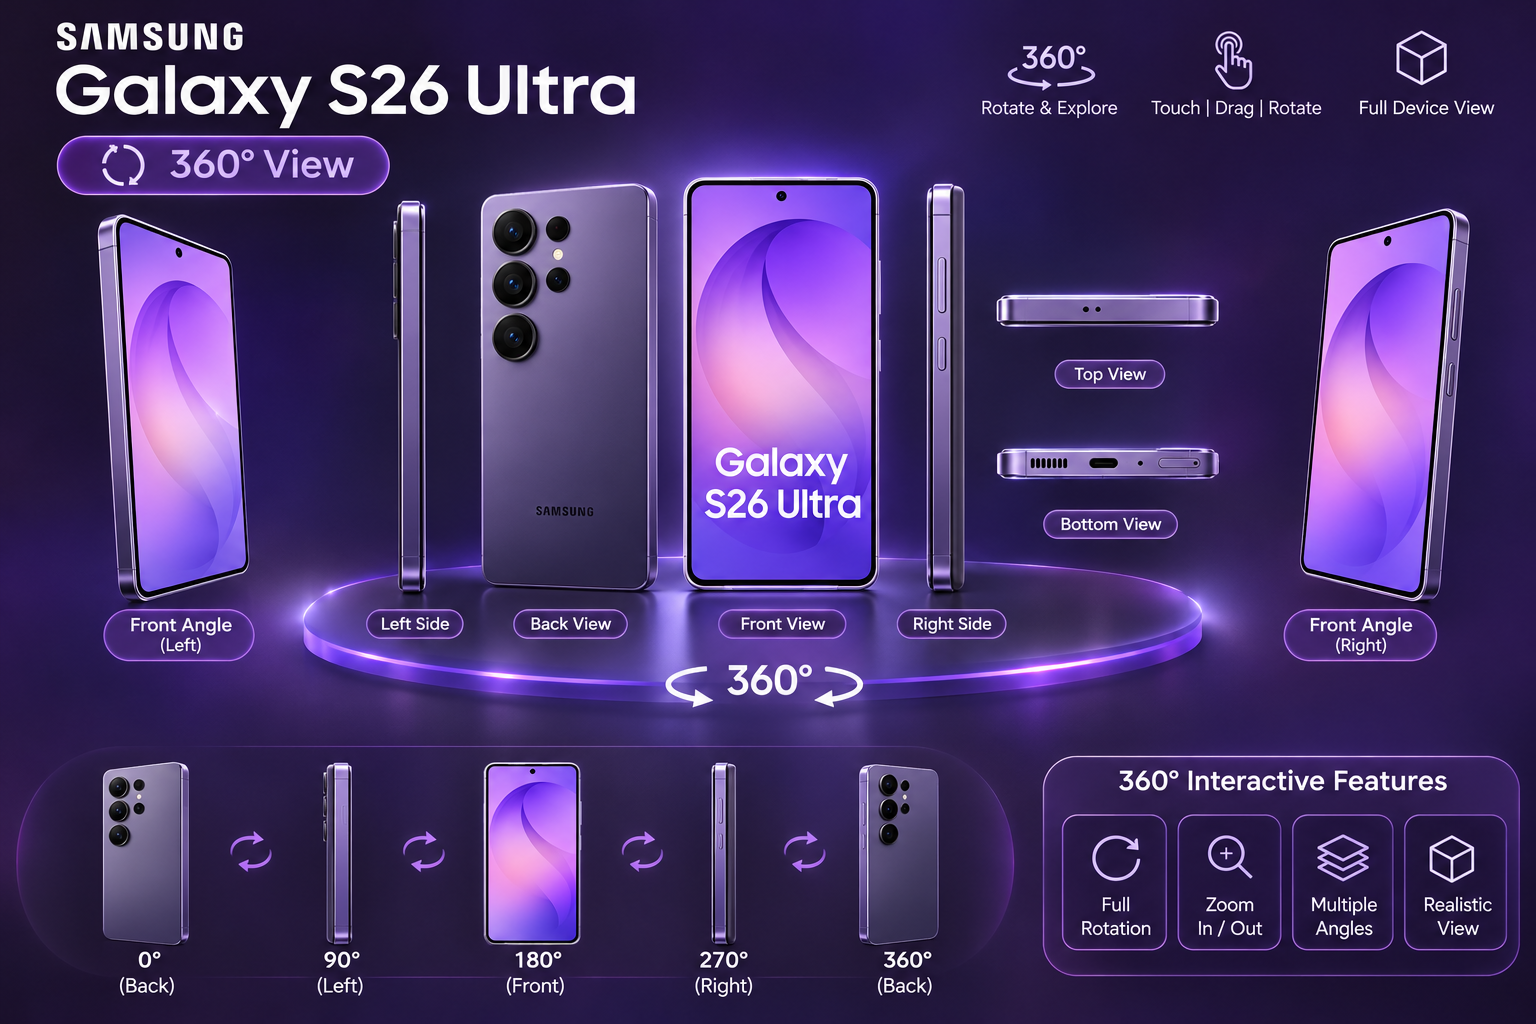 SAMSUNG
Galaxy S26 Ultra
360° View
360°
Rotate & Explore
Touch | Drag | Rotate
Full Device View
SAMSUNG
Galaxy
S26 Ultra
Top View
Bottom View
Front Angle
(Left)
Left Side
Back View
Front View
Right Side
Front Angle
(Right)
360°
0°
(Back)
90°
(Left)
180°
(Front)
270°
(Right)
360°
(Back)
360° Interactive Features
Full
Rotation
Zoom
In / Out
Multiple
Angles
Realistic
View